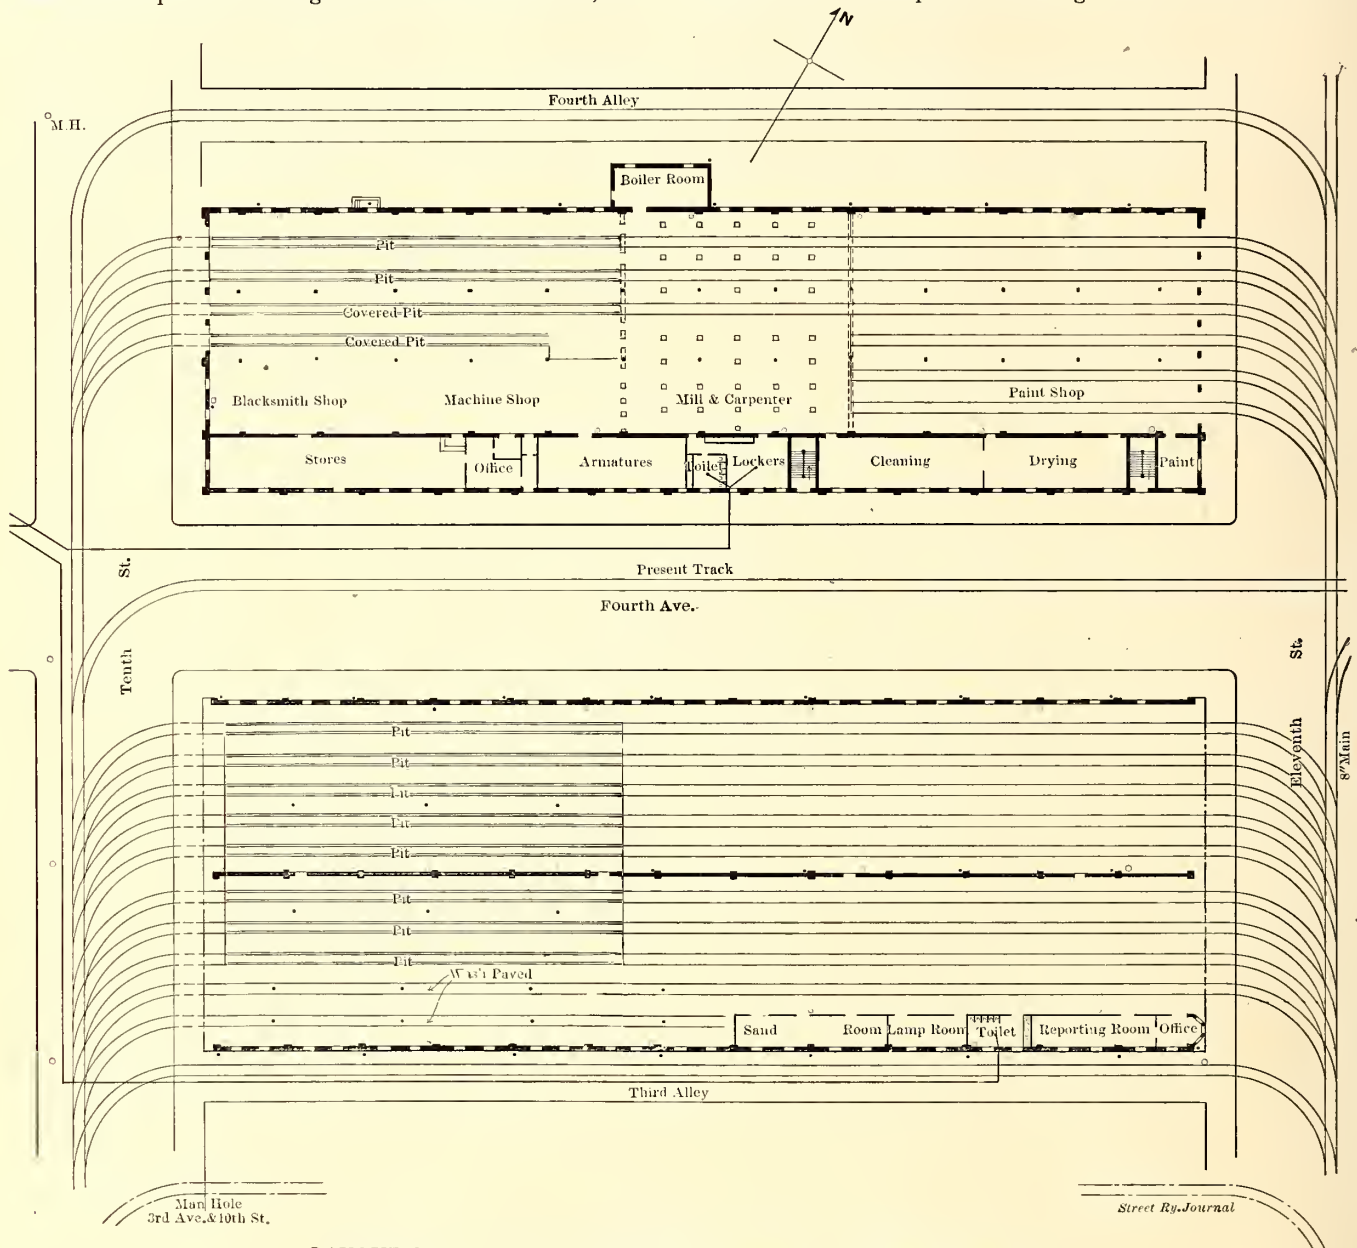 N
Fourth Alley
M.H.
Boiler Room
Pit
Pit
Covered Pit
Covered Pit
Blacksmith Shop
Machine Shop
Mill & Carpenter
Paint Shop
Stores
Office
Armatures
Toilet
Lockers
Cleaning
Drying
Paint
Present Track
Fourth Ave.
Tenth St.
Eleventh St.
8" Main
Pit
Pit
Pit
Pit
Pit
Pit
Pit
Pit
Paved
Sand Room
Lamp Room
Toilet
Reporting Room
Office
Third Alley
Man Hole
3rd Ave.&10th St.
Street Ry. Journal